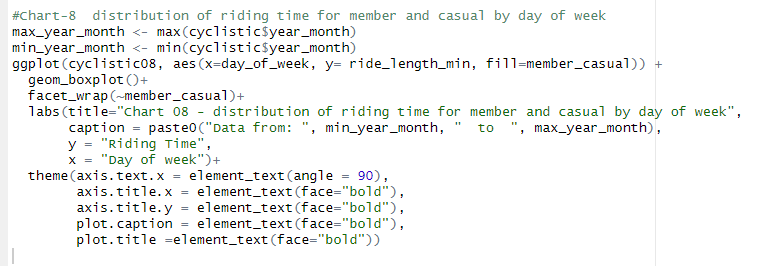 #Chart-8  distribution of riding time for member and casual by day of week
max_year_month <- max(cyclistic$year_month)
min_year_month <- min(cyclistic$year_month)
ggplot(cyclistic08, aes(x=day_of_week, y= ride_length_min, fill=member_casual)) +
  geom_boxplot()+
  facet_wrap(~member_casual)+
  labs(title="Chart 08 - distribution of riding time for member and casual by day of week",
       caption = paste0("Data from: ", min_year_month, "  to  ", max_year_month),
       y = "Riding Time",
       x = "Day of week")+
  theme(axis.text.x = element_text(angle = 90),
        axis.title.x = element_text(face="bold"),
        axis.title.y = element_text(face="bold"),
        plot.caption = element_text(face="bold"),
        plot.title =element_text(face="bold"))